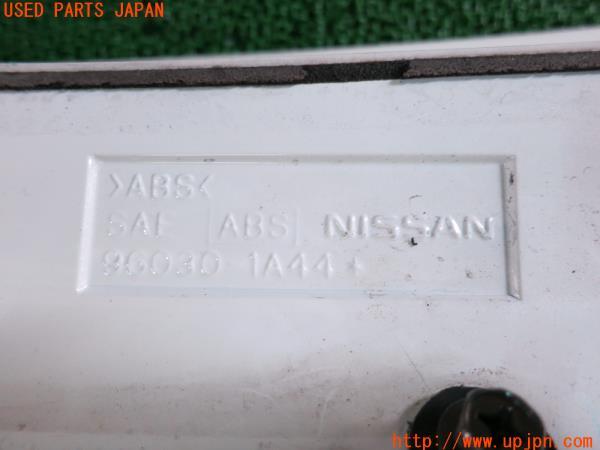 USED PARTS JAPAN
>ABS<
SAE [ABS] NISSAN
96030 1A44*
http://www.upjpn.com